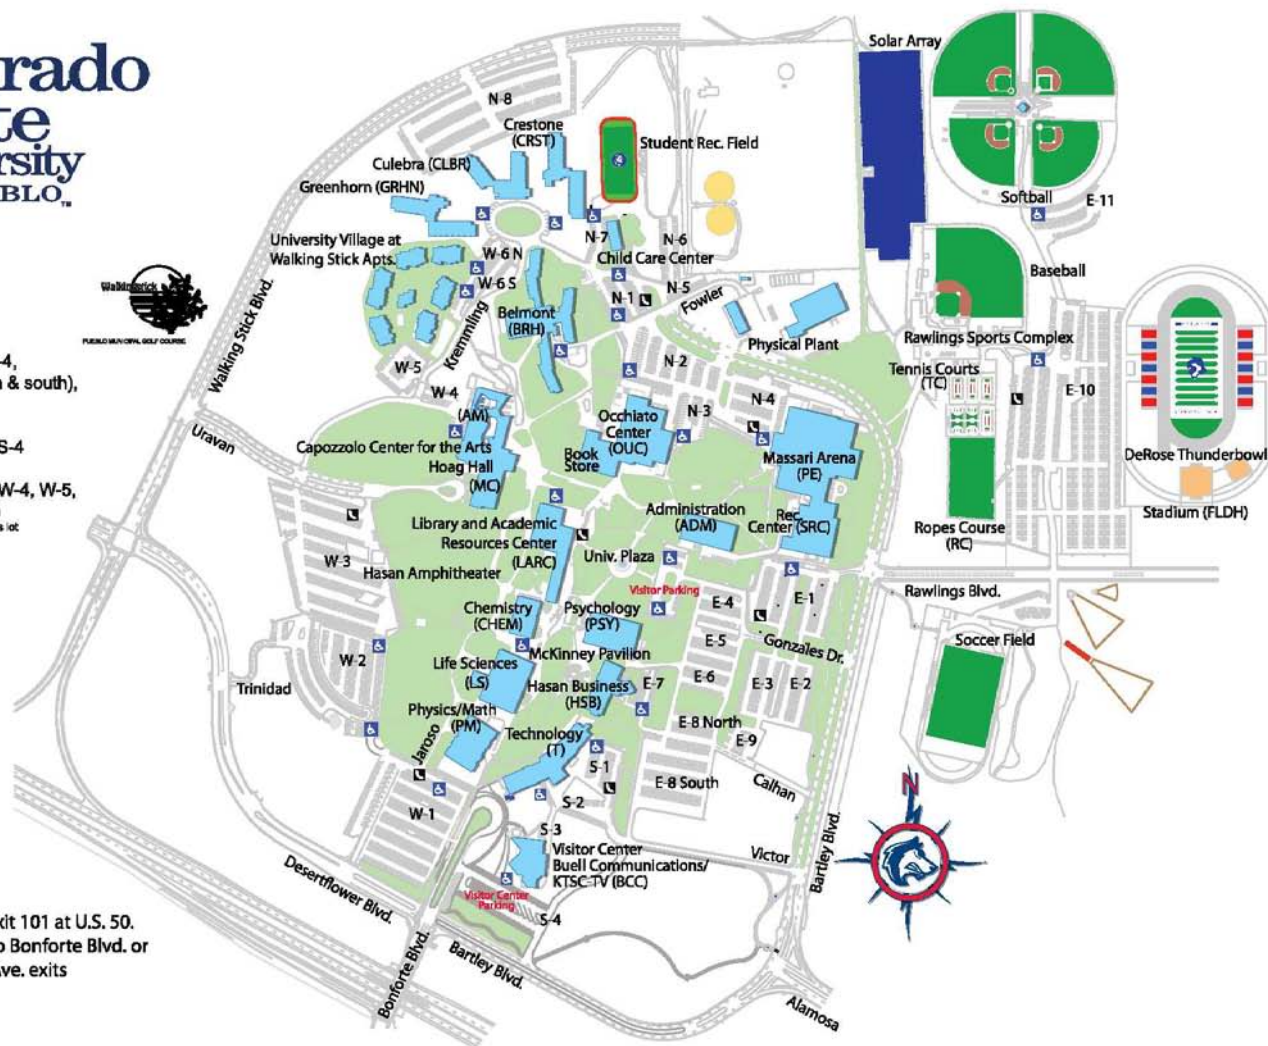 rado
te
rsity
BLO™
Walkingstick
PUEBLO MUNICIPAL GOLF COURSE
-4,
& south),
S-4
W-4, W-5,
s lot
xit 101 at U.S. 50.
o Bonforte Blvd. or
Ave. exits
Solar Array
N-8
Crestone
(CRST)
Student Rec. Field
Culebra (CLBR)
Greenhorn (GRHN)
Softball
E-11
University Village at
Walking Stick Apts.
W-6 N
W-6 S
N-7
N-6
Child Care Center
Baseball
N-5
N-1
Fowler
Walking Stick Blvd.
Kremmling
Belmont
(BRH)
Physical Plant
Rawlings Sports Complex
Tennis Courts
(TC)
E-10
N-2
W-5
W-4
N-3
N-4
(AM)
Occhiato
Center
(OUC)
Capozzolo Center for the Arts
Book
Store
Massari Arena
(PE)
DeRose Thunderbowl
Stadium (FLDH)
Hoag Hall
(MC)
Uravan
Administration
(ADM)
Rec
Center (SRC)
Library and Academic
Resources Center
(LARC)
Ropes Course
(RC)
Univ. Plaza
W-3
Hasan Amphitheater
Visitor Parking
Rawlings Blvd.
E-4
E-1
Chemistry
(CHEM)
Psychology
(PSY)
Gonzales Dr.
E-5
Soccer Field
McKinney Pavilion
W-2
Life Sciences
(LS)
Trinidad
Hasan Business
(HSB)
E-7
E-6
E-3
E-2
Physics/Math
(PM)
E-8 North
Jaroso
Technology
(T)
E-9
S-1
E-8 South
Calhan
N
W-1
S-2
S-3
Visitor Center
Buell Communications/
KTSC-TV (BCC)
Victor
Bartley Blvd.
Desertflower Blvd.
Visitor Center
Parking
S-4
Bonforte Blvd.
Bartley Blvd.
Alamosa